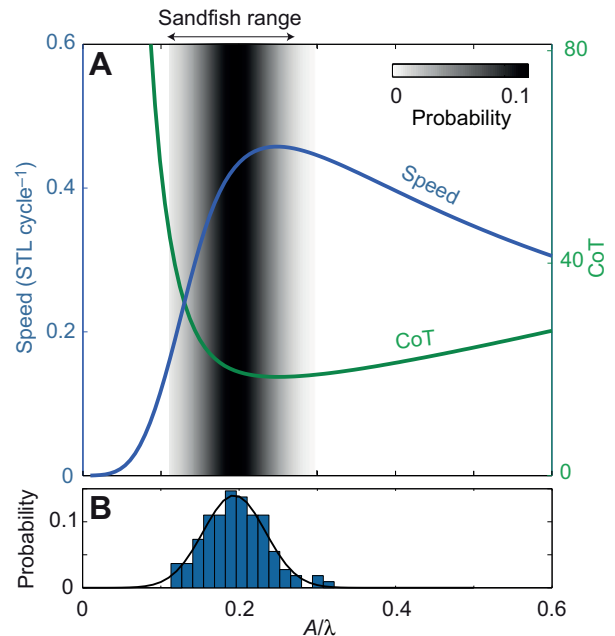 Sandfish range
0.6
A
80
0
0.1
Probability
Speed
0.4
Speed (STL cycle⁻¹)
40
CoT
0.2
CoT
0
0
B
0.1
Probability
0
0
0.2
0.4
0.6
A/λ